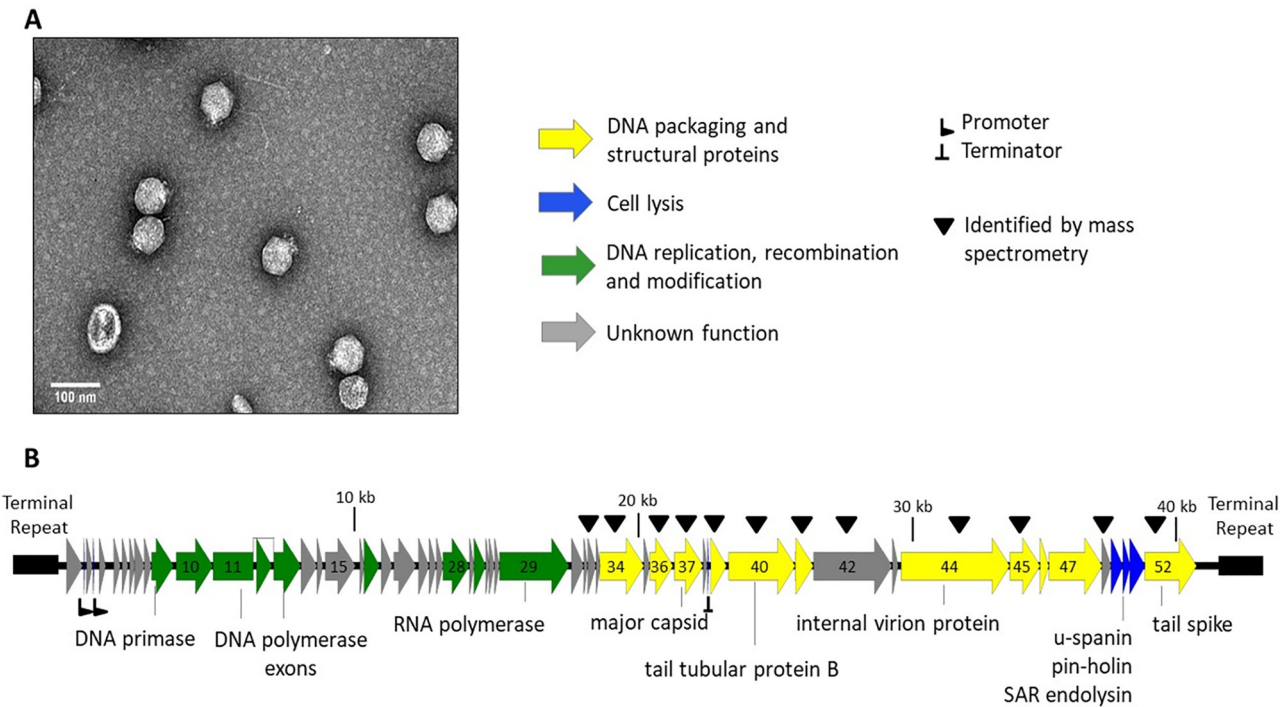 A
100 nm
DNA packaging and
structural proteins
Cell lysis
DNA replication, recombination
and modification
Unknown function
Promoter
Terminator
Identified by mass
spectrometry
B
Terminal
Repeat
10 kb
20 kb
30 kb
40 kb
Terminal
Repeat
10
11
15
28
29
34
36
37
40
42
44
45
47
52
DNA primase
DNA polymerase
exons
RNA polymerase
major capsid
tail tubular protein B
internal virion protein
u-spanin
pin-holin
SAR endolysin
tail spike